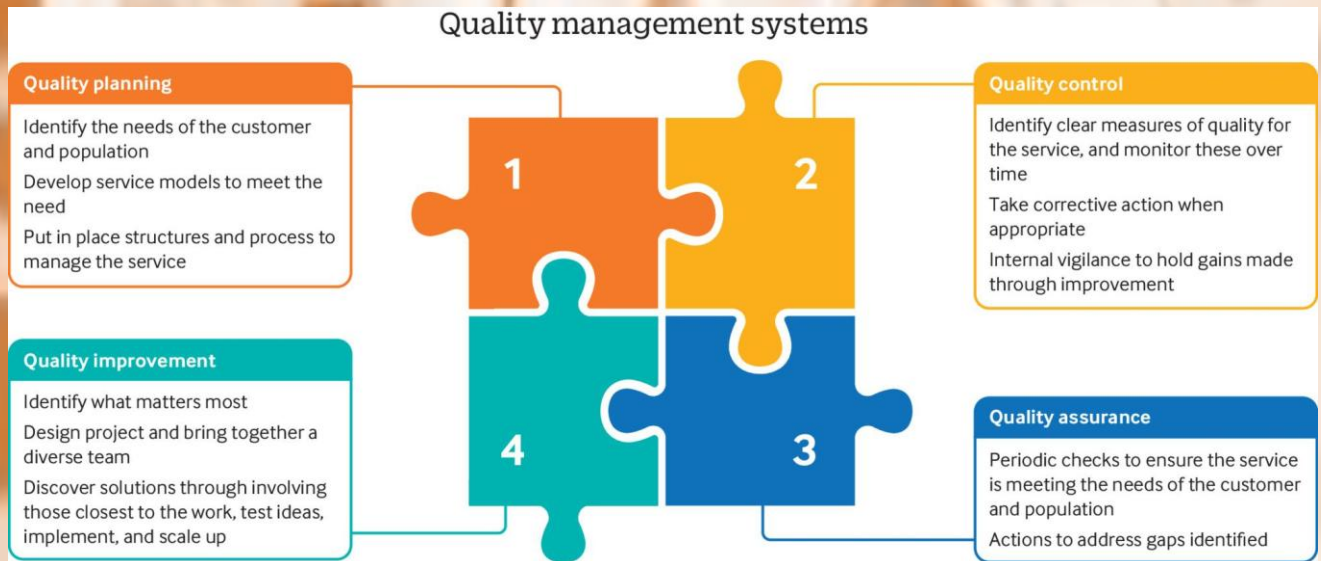 Quality management systems
Quality planning
Identify the needs of the customer
and population
Develop service models to meet the
need
Put in place structures and process to
manage the service
1
2
Quality control
Identify clear measures of quality for
the service, and monitor these over
time
Take corrective action when
appropriate
Internal vigilance to hold gains made
through improvement
Quality improvement
Identify what matters most
Design project and bring together a
diverse team
Discover solutions through involving
those closest to the work, test ideas,
implement, and scale up
4
3
Quality assurance
Periodic checks to ensure the service
is meeting the needs of the customer
and population
Actions to address gaps identified